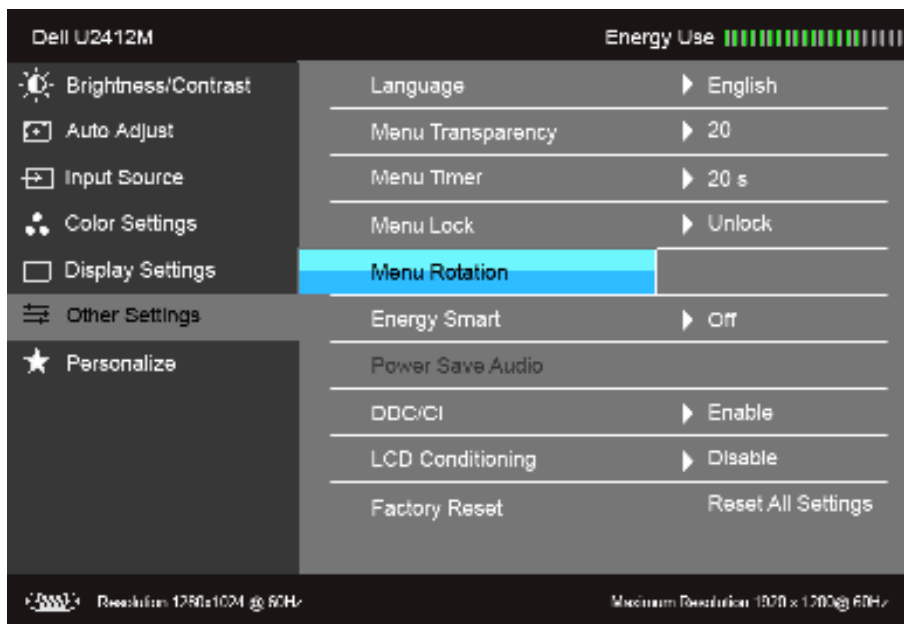 Dell U2412M Energy Use
Brightness/Contrast
Auto Adjust
Input Source
Color Settings
Display Settings
Other Settings
Personalize
Language English
Menu Transparency 20
Menu Timer 20 s
Menu Lock Unlock
Menu Rotation
Energy Smart Off
Power Save Audio
DDC/CI Enable
LCD Conditioning Disable
Factory Reset Reset All Settings
Resolution 1280x1024 @ 60Hz Maximum Resolution 1920 x 1200@ 60Hz